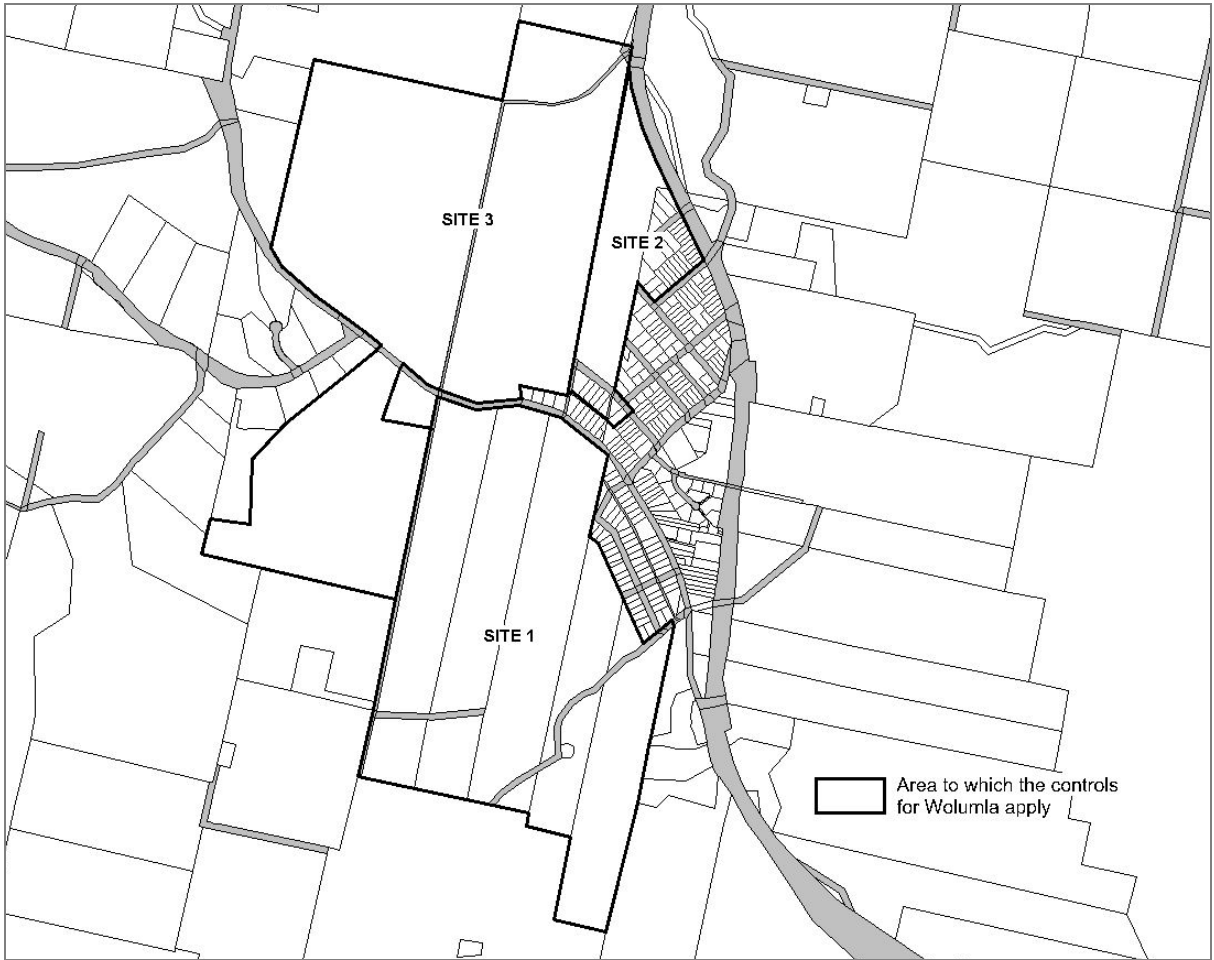 SITE 3
SITE 2
SITE 1
Area to which the controls
for Wolumla apply